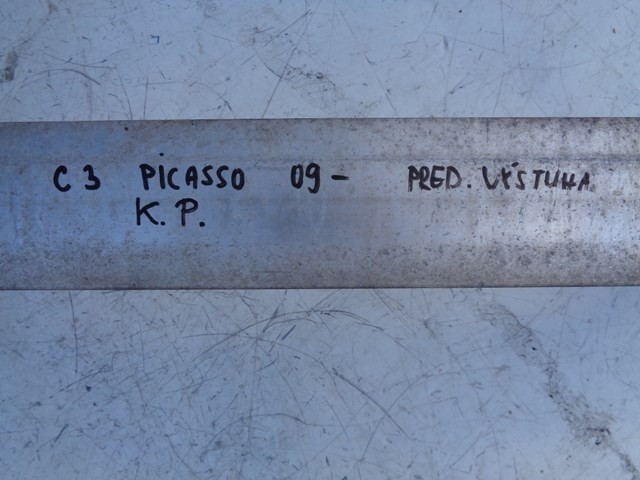 C3 PICASSO 09- PRED. VÝSTUHA
K.P.